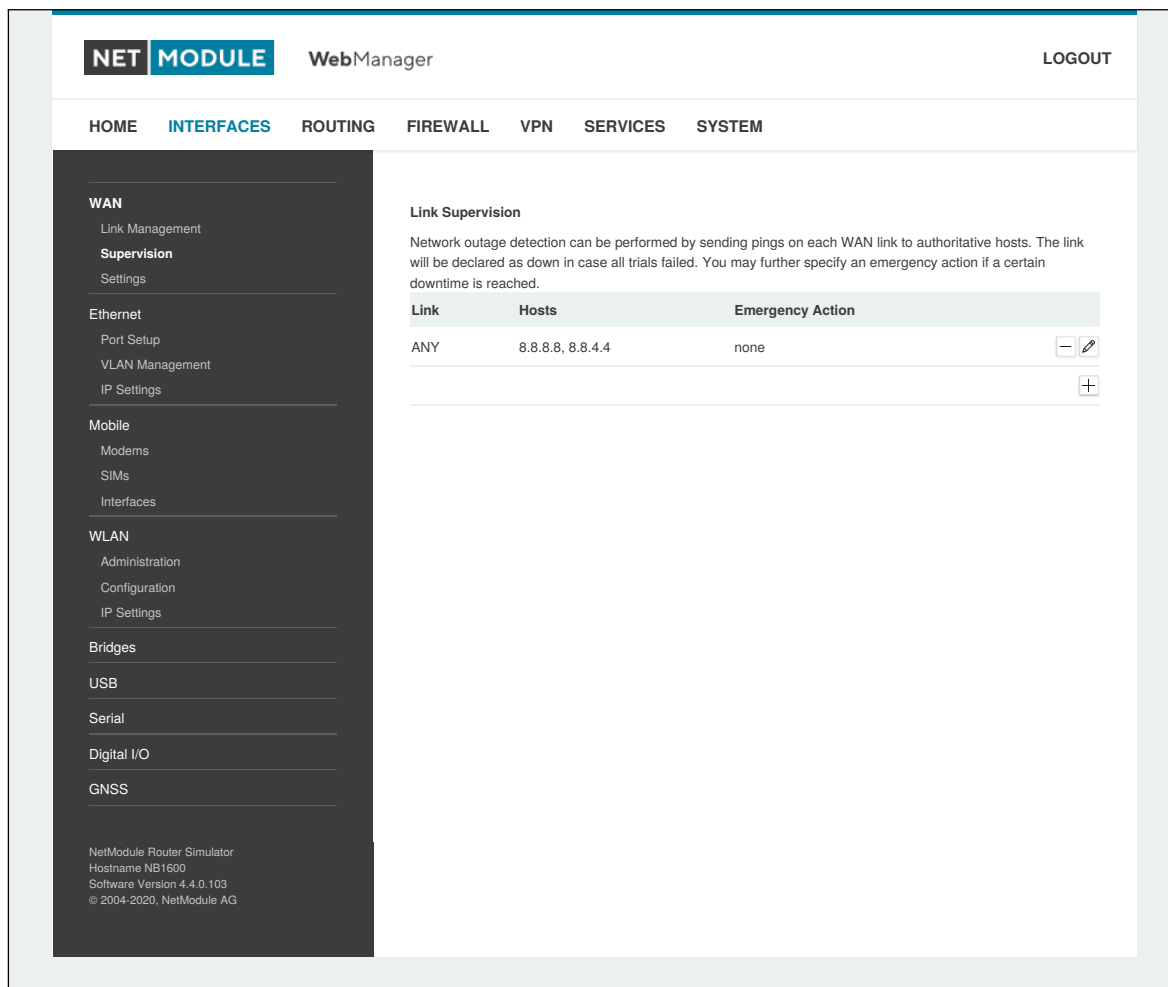 NET MODULE WebManager LOGOUT
HOME INTERFACES ROUTING FIREWALL VPN SERVICES SYSTEM
WAN
Link Management
Supervision
Settings
Ethernet
Port Setup
VLAN Management
IP Settings
Mobile
Modems
SIMs
Interfaces
WLAN
Administration
Configuration
IP Settings
Bridges
USB
Serial
Digital I/O
GNSS
NetModule Router Simulator
Hostname NB1600
Software Version 4.4.0.103
© 2004-2020, NetModule AG
Link Supervision
Network outage detection can be performed by sending pings on each WAN link to authoritative hosts. The link
will be declared as down in case all trials failed. You may further specify an emergency action if a certain
downtime is reached.
Link Hosts Emergency Action
ANY 8.8.8.8, 8.8.4.4 none